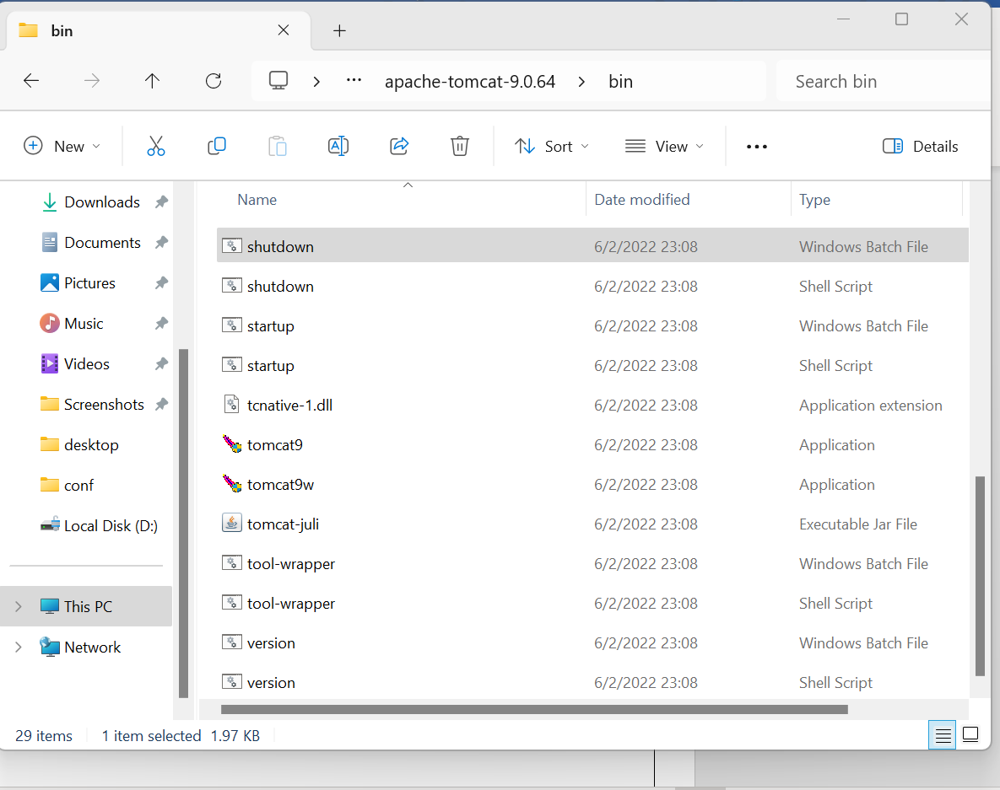 bin
apache-tomcat-9.0.64 bin
Search bin
New Sort View Details
Downloads
Documents
Pictures
Music
Videos
Screenshots
desktop
conf
Local Disk (D:)
This PC
Network
Name Date modified Type
shutdown 6/2/2022 23:08 Windows Batch File
shutdown 6/2/2022 23:08 Shell Script
startup 6/2/2022 23:08 Windows Batch File
startup 6/2/2022 23:08 Shell Script
tcnative-1.dll 6/2/2022 23:08 Application extension
tomcat9 6/2/2022 23:08 Application
tomcat9w 6/2/2022 23:08 Application
tomcat-juli 6/2/2022 23:08 Executable Jar File
tool-wrapper 6/2/2022 23:08 Windows Batch File
tool-wrapper 6/2/2022 23:08 Shell Script
version 6/2/2022 23:08 Windows Batch File
version 6/2/2022 23:08 Shell Script
29 items 1 item selected 1.97 KB